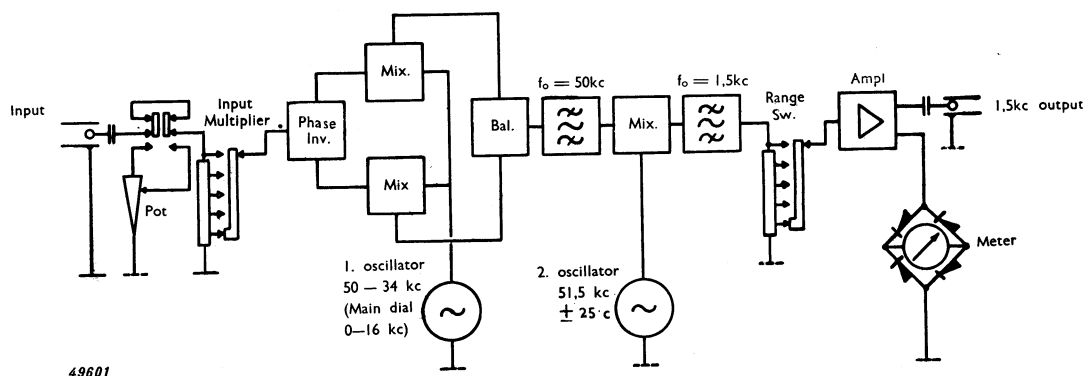 Input
Pot
Input
Multiplier
Phase
Inv.
Mix.
Mix
Bal.
1. oscillator
50 — 34 kc
(Main dial
0—16 kc)
f₀ = 50kc
Mix.
2. oscillator
51,5 kc
± 25·c
f₀ = 1,5kc
Range
Sw.
Ampl
1,5kc output
Meter
49601